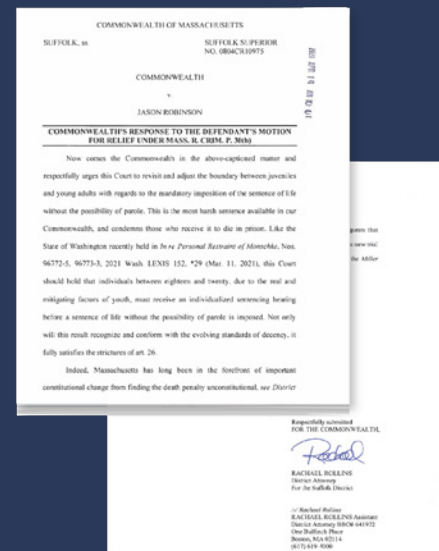 COMMONWEALTH OF MASSACHUSETTS
SUFFOLK, ss.
SUFFOLK SUPERIOR
NO. 0804CR10975
COMMONWEALTH
v.
JASON ROBINSON
COMMONWEALTH'S RESPONSE TO THE DEFENDANT'S MOTION
FOR RELIEF UNDER MASS. R. CRIM. P. 30(b)
Now comes the Commonwealth in the above-captioned matter and
respectfully urges this Court to revisit and adjust the boundary between juveniles
and young adults with regards to the mandatory imposition of the sentence of life
without the possibility of parole. This is the most harsh sentence available in our
Commonwealth, and condemns those who receive it to die in prison. Like the
State of Washington recently held in In re Personal Restraint of Monschke, Nos.
96772-5, 96773-3, 2021 Wash. LEXIS 152, *29 (Mar. 11, 2021), this Court
should hold that individuals between eighteen and twenty, due to the real and
mitigating factors of youth, must receive an individualized sentencing hearing
before a sentence of life without the possibility of parole is imposed. Not only
will this result recognize and conform with the evolving standards of decency, it
fully satisfies the strictures of art. 26.
Indeed, Massachusetts has long been in the forefront of important
constitutional change from finding the death penalty unconstitutional, see District
that
new trial
the Miller
Respectfully submitted
FOR THE COMMONWEALTH,
Rachael
RACHAEL ROLLINS
District Attorney
For the Suffolk District
/s/ Rachael Rollins
RACHAEL ROLLINS Assistant
District Attorney BBO# 641972
One Bulfinch Place
Boston, MA 02114
(617) 619-